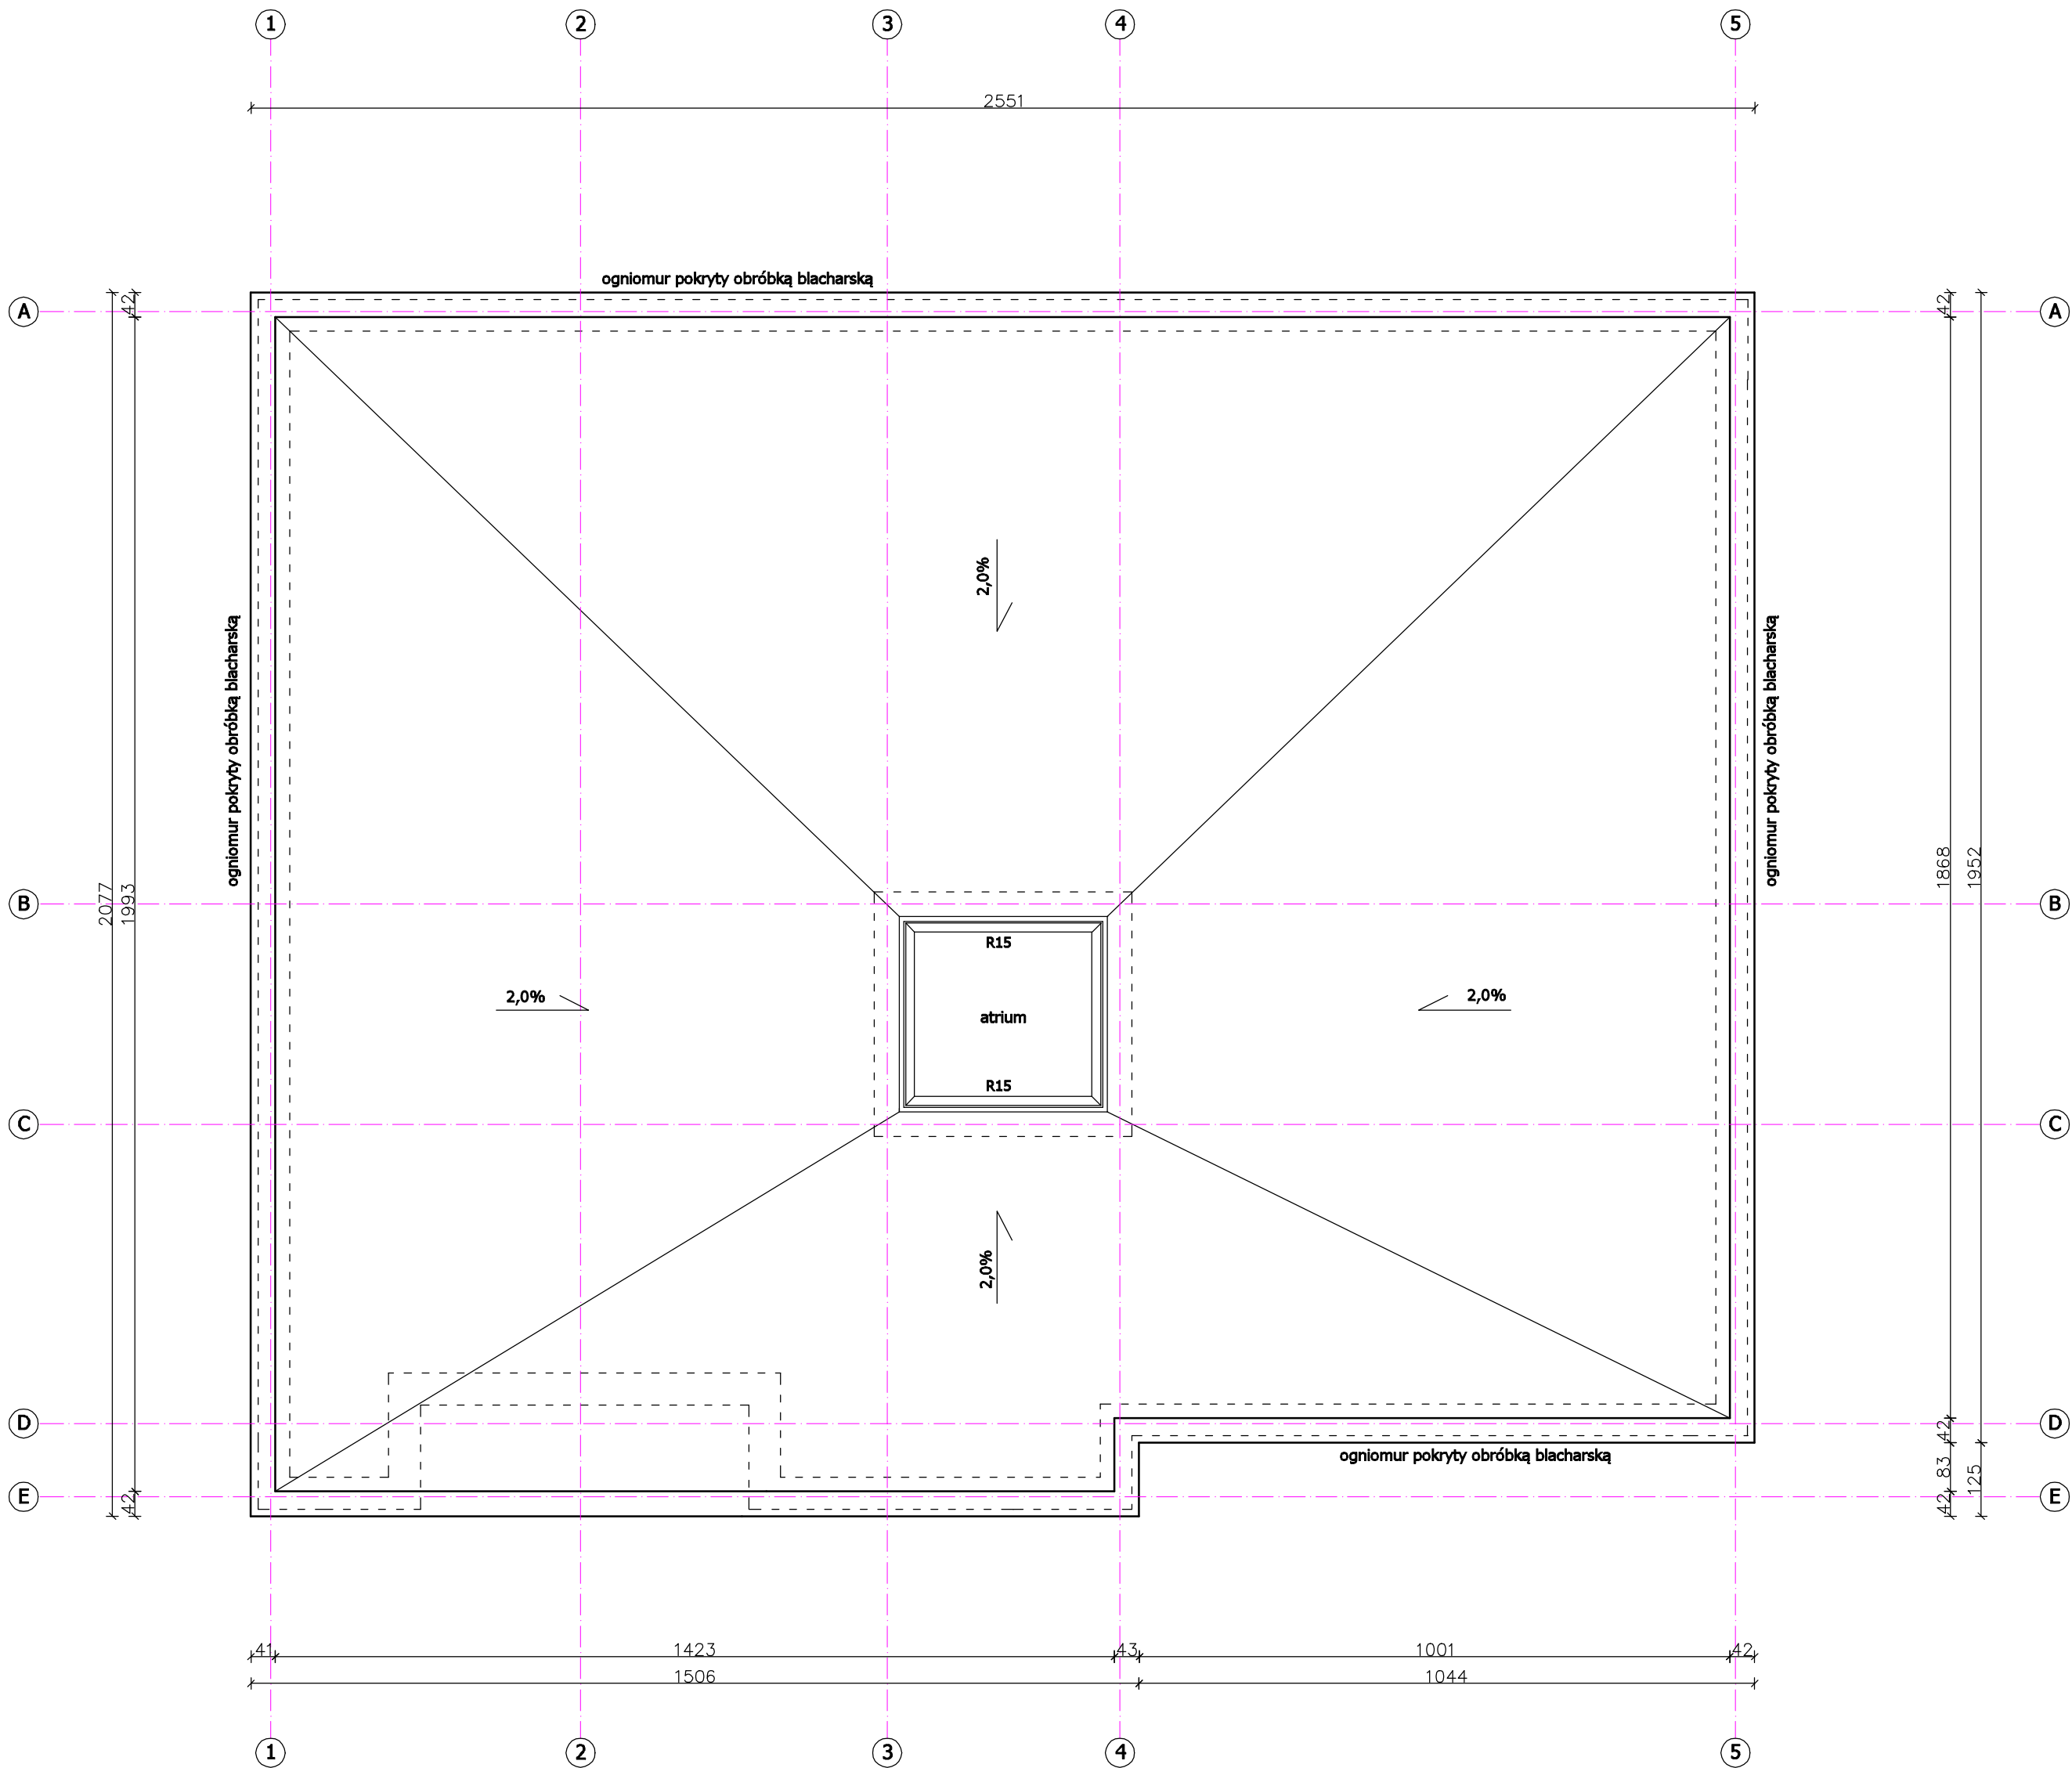 1 2 3 4 5
2551
ogniomur pokryty obróbką blacharską
A 42 42 A
2,0%
ogniomur pokryty obróbką blacharską
ogniomur pokryty obróbką blacharską
2077 1993 1868 1952
B B
R15
2,0% 2,0%
atrium
R15
C C
2,0%
D 42 D
ogniomur pokryty obróbką blacharską
83 125
E 42 42 E
41 1423 43 1001 42
1506 1044
1 2 3 4 5